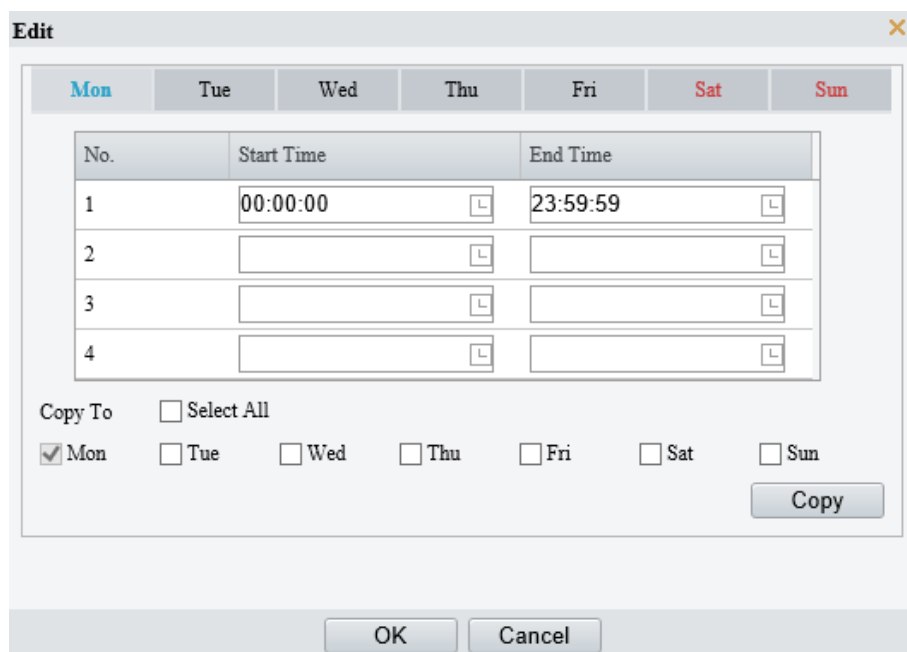 Edit
Mon Tue Wed Thu Fri Sat Sun
No. Start Time End Time
1 00:00:00 23:59:59
2
3
4
Copy To Select All
Mon Tue Wed Thu Fri Sat Sun
Copy
OK Cancel